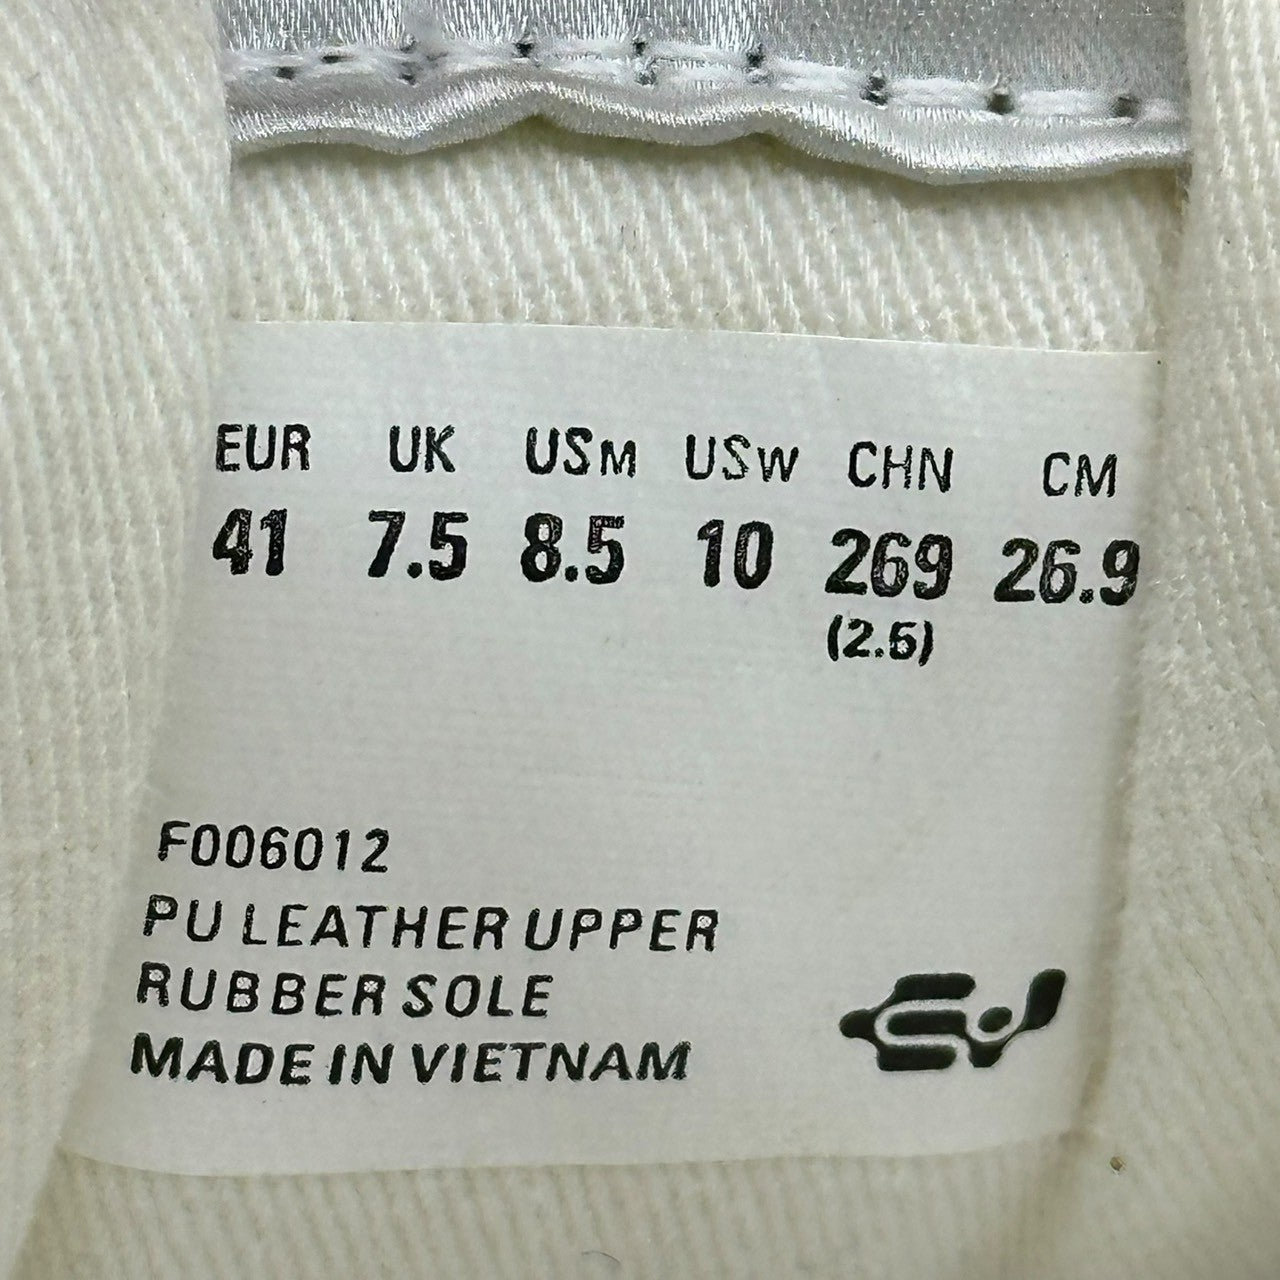 EUR UK USM USW CHN CM
41 7.5 8.5 10 269 26.9
(2.5)
F006012
PU LEATHER UPPER
RUBBER SOLE
MADE IN VIETNAM